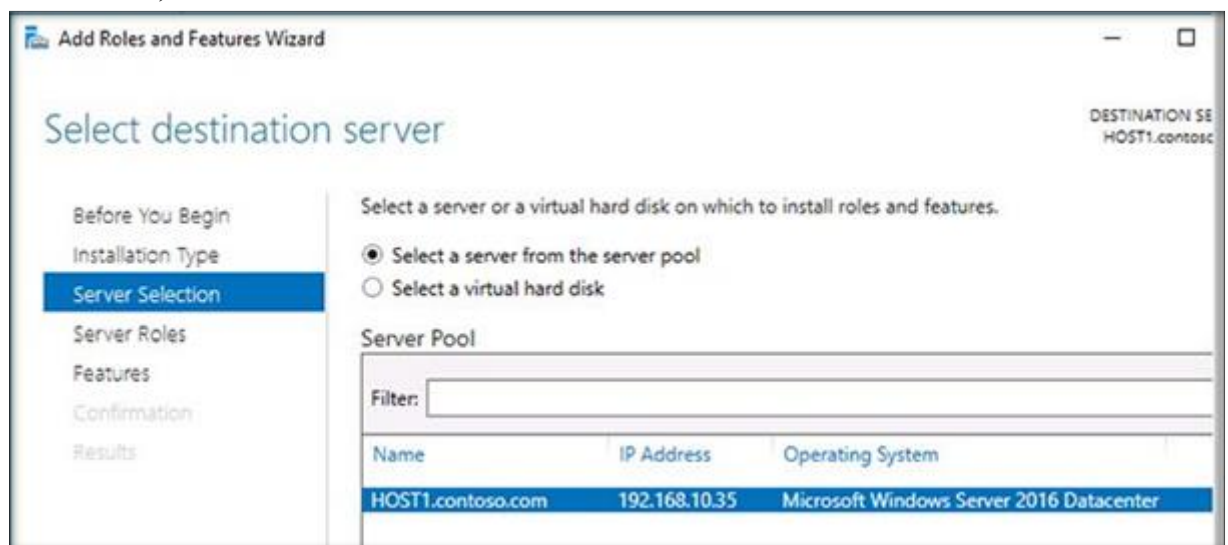 Add Roles and Features Wizard
Select destination server
DESTINATION SE
HOST1.contosc
Before You Begin
Installation Type
Server Selection
Server Roles
Features
Confirmation
Results
Select a server or a virtual hard disk on which to install roles and features.
Select a server from the server pool
Select a virtual hard disk
Server Pool
Filter:
Name IP Address Operating System
HOST1.contoso.com 192.168.10.35 Microsoft Windows Server 2016 Datacenter